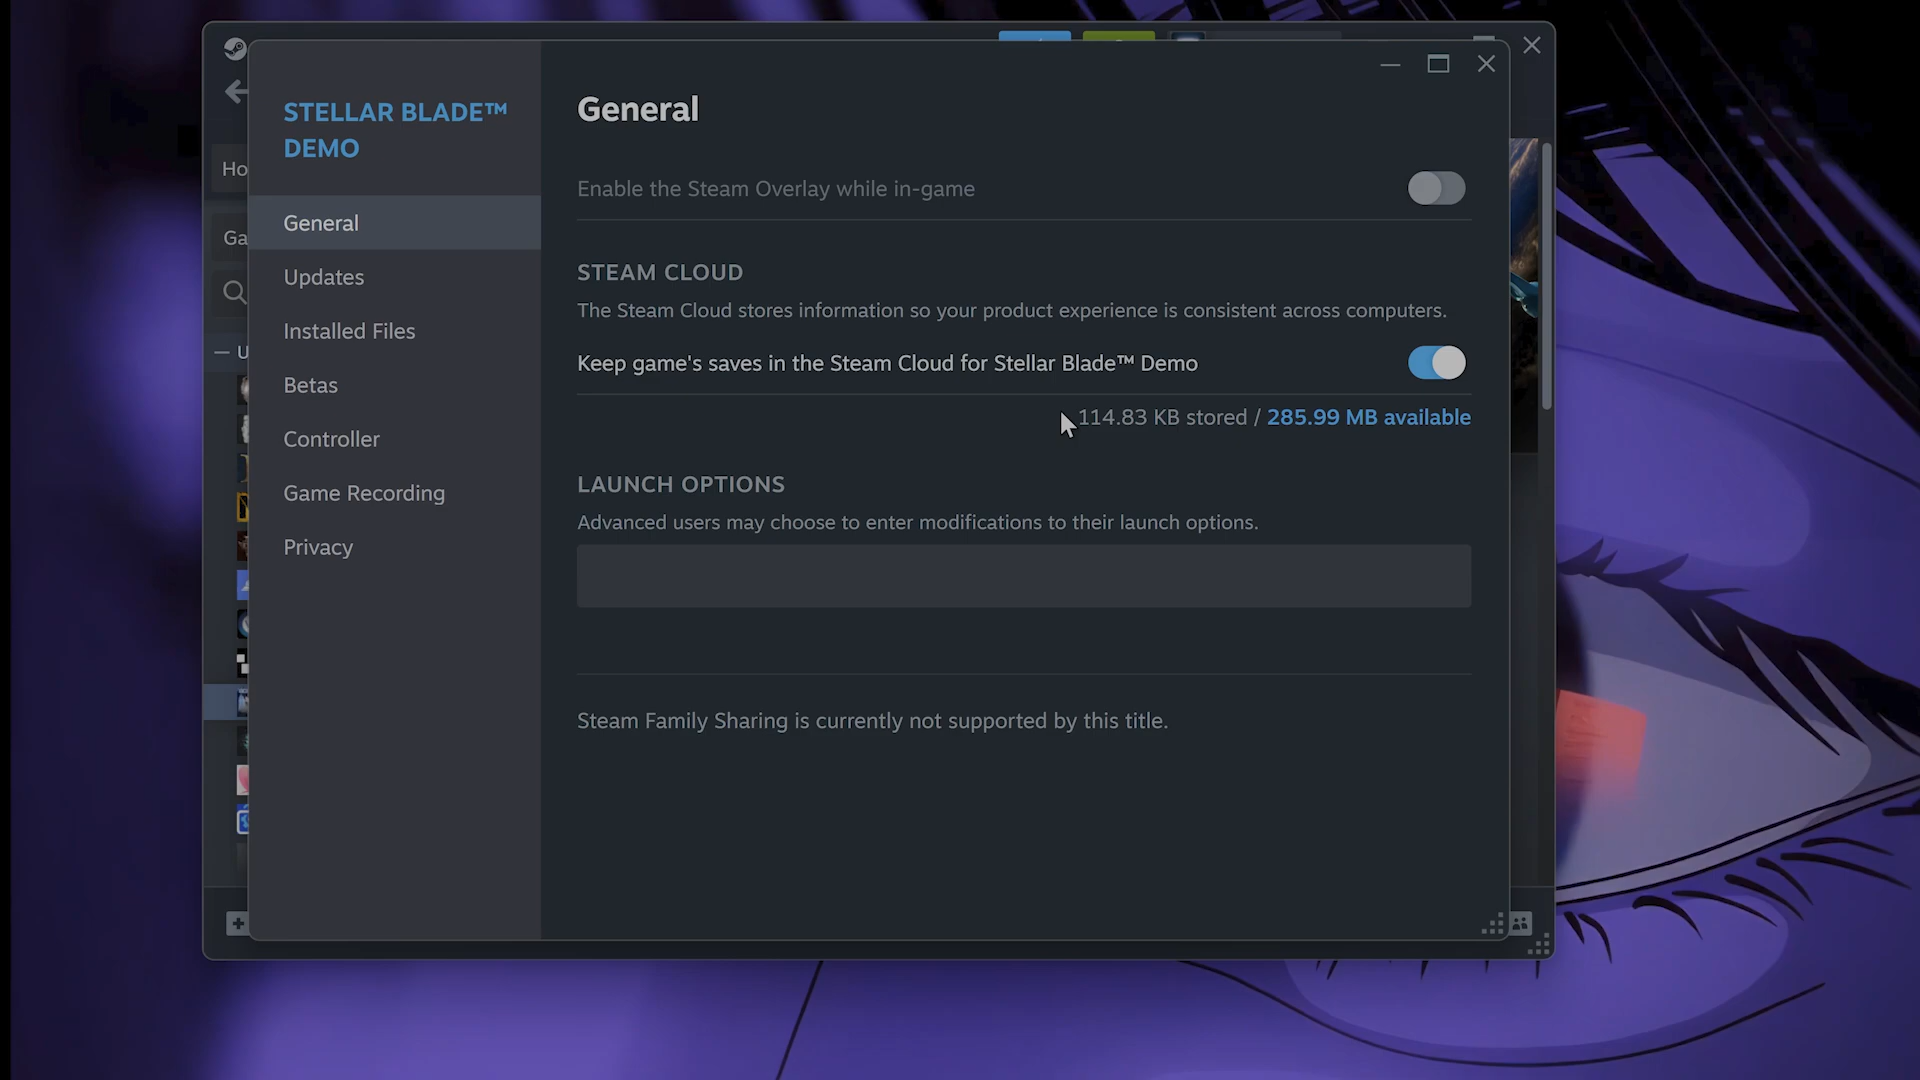 STELLAR BLADE™
DEMO
General
Updates
Installed Files
Betas
Controller
Game Recording
Privacy
General
Enable the Steam Overlay while in-game
STEAM CLOUD
The Steam Cloud stores information so your product experience is consistent across computers.
Keep game's saves in the Steam Cloud for Stellar Blade™ Demo
114.83 KB stored / 285.99 MB available
LAUNCH OPTIONS
Advanced users may choose to enter modifications to their launch options.
Steam Family Sharing is currently not supported by this title.
Ho
Ga
U